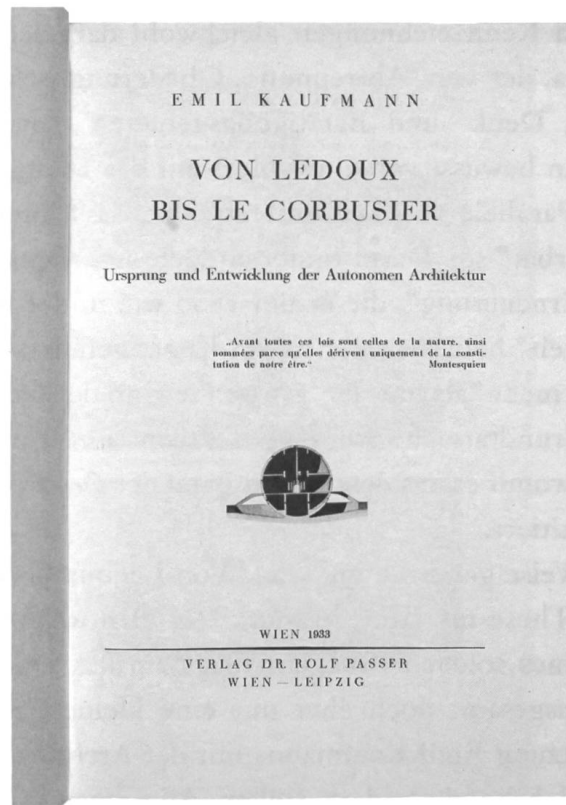 EMIL KAUFMANN
VON LEDOUX
BIS LE CORBUSIER
Ursprung und Entwicklung der Autonomen Architektur
„Avant toutes ces lois sont celles de la nature, ainsi
nommées parce qu'elles dérivent uniquement de la consti-
tution de notre être.“ Montesquieu
WIEN 1933
VERLAG DR. ROLF PASSER
WIEN — LEIPZIG